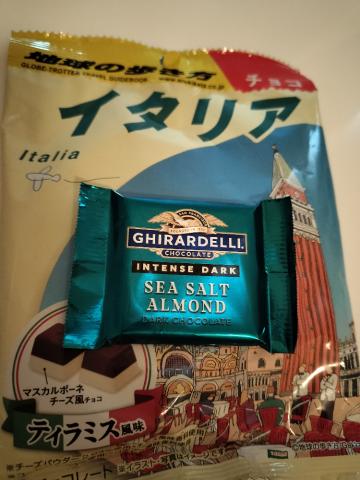 地球の歩き方
GLOBE-TROTTER TRAVEL GUIDEBOOK
チョコ
イタリア
Italia
GHIRARDELLI
CHOCOLATE
INTENSE DARK
SEA SALT
ALMOND
DARK CHOCOLATE
マスカルポーネ
チーズ風チョコ
ティラミス風味